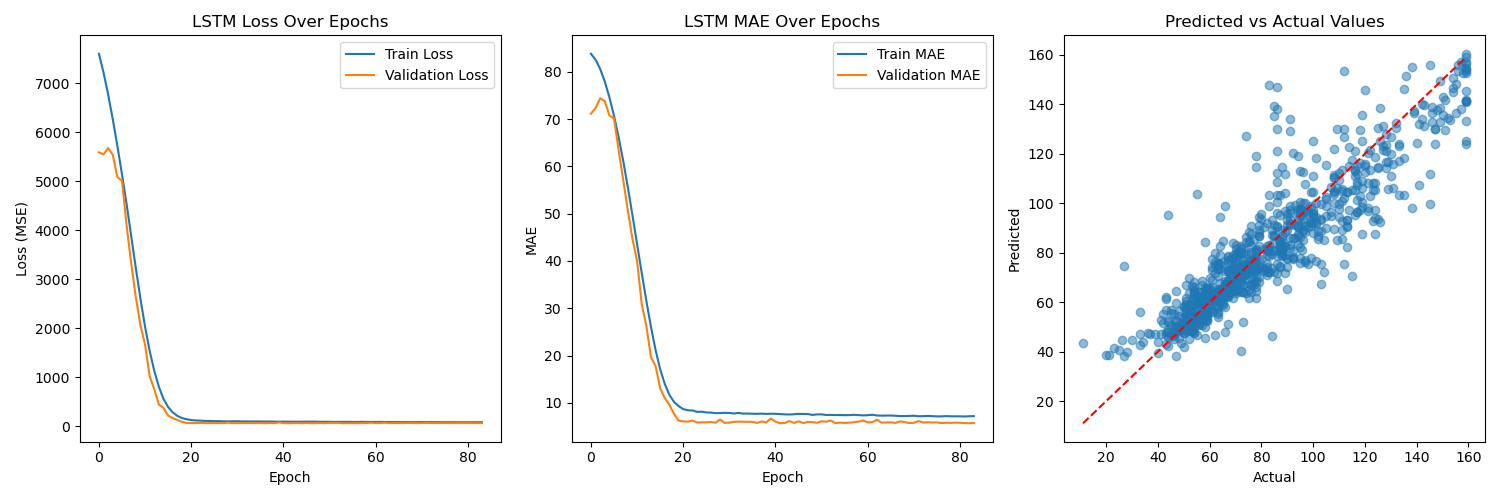 LSTM Loss Over Epochs
Loss (MSE)
7000
6000
5000
4000
3000
2000
1000
0
Train Loss
Validation Loss
0 20 40 60 80
Epoch
LSTM MAE Over Epochs
MAE
80
70
60
50
40
30
20
10
Train MAE
Validation MAE
0 20 40 60 80
Epoch
Predicted vs Actual Values
Predicted
160
140
120
100
80
60
40
20
20 40 60 80 100 120 140 160
Actual